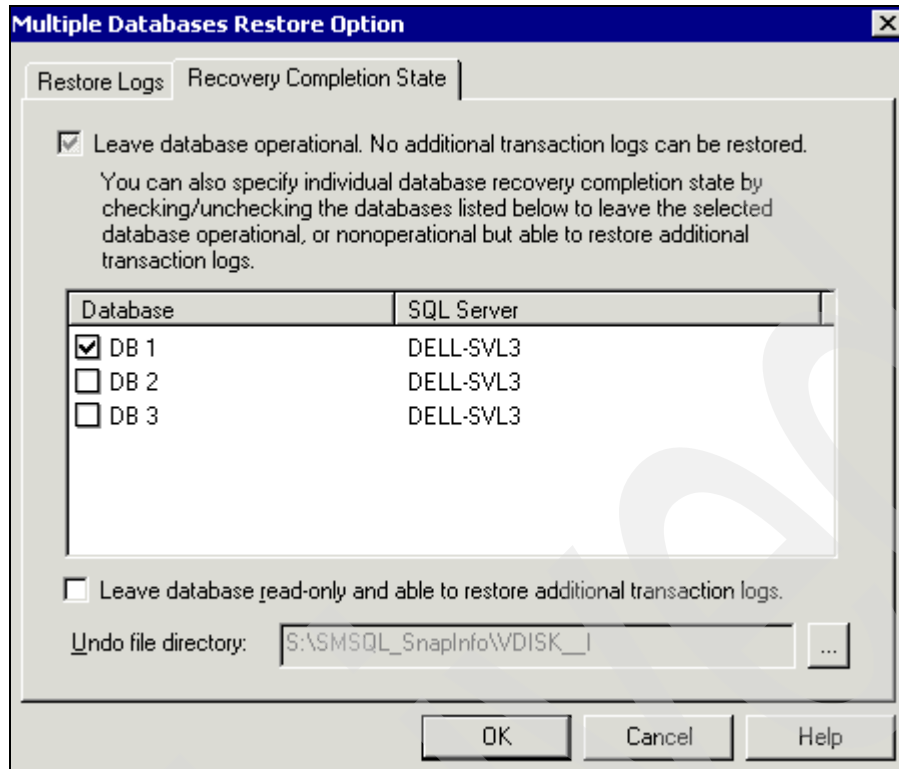 Multiple Databases Restore Option
Restore Logs
Recovery Completion State
Leave database operational. No additional transaction logs can be restored.
You can also specify individual database recovery completion state by
checking/unchecking the databases listed below to leave the selected
database operational, or nonoperational but able to restore additional
transaction logs.
Database SQL Server
DB 1 DELL-SVL3
DB 2 DELL-SVL3
DB 3 DELL-SVL3
Leave database read-only and able to restore additional transaction logs.
Undo file directory: S:\SMSQL_SnapInfo\VDISK__I ...
OK Cancel Help